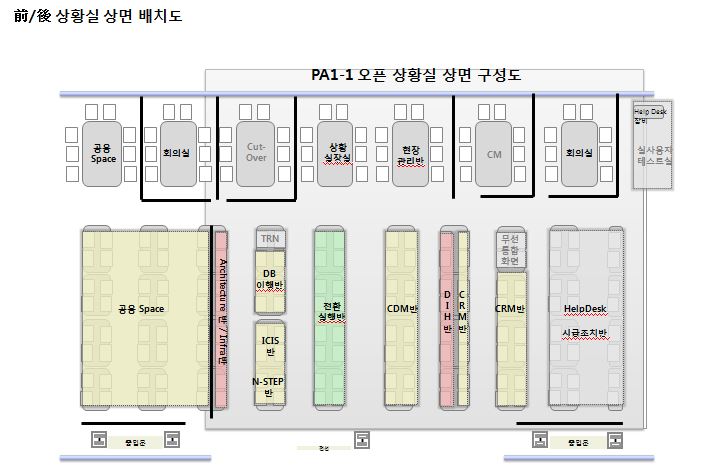 前/後 상황실 상면 배치도
PA1-1 오픈 상황실 상면 구성도
Help Desk
장비
공용
Space
회의실
Cut-
Over
상황
실장실
현장
관리반
CM
회의실
실사용자
테스트실
공용 Space
Architecture 반 / Infra반
TRN
DB
이행반
ICIS
반
N-STEP
반
전환
실행반
CDM반
DIH반
CRM반
무선
통합
화면
CRM반
HelpDesk
시급조치반
출입문
출입문